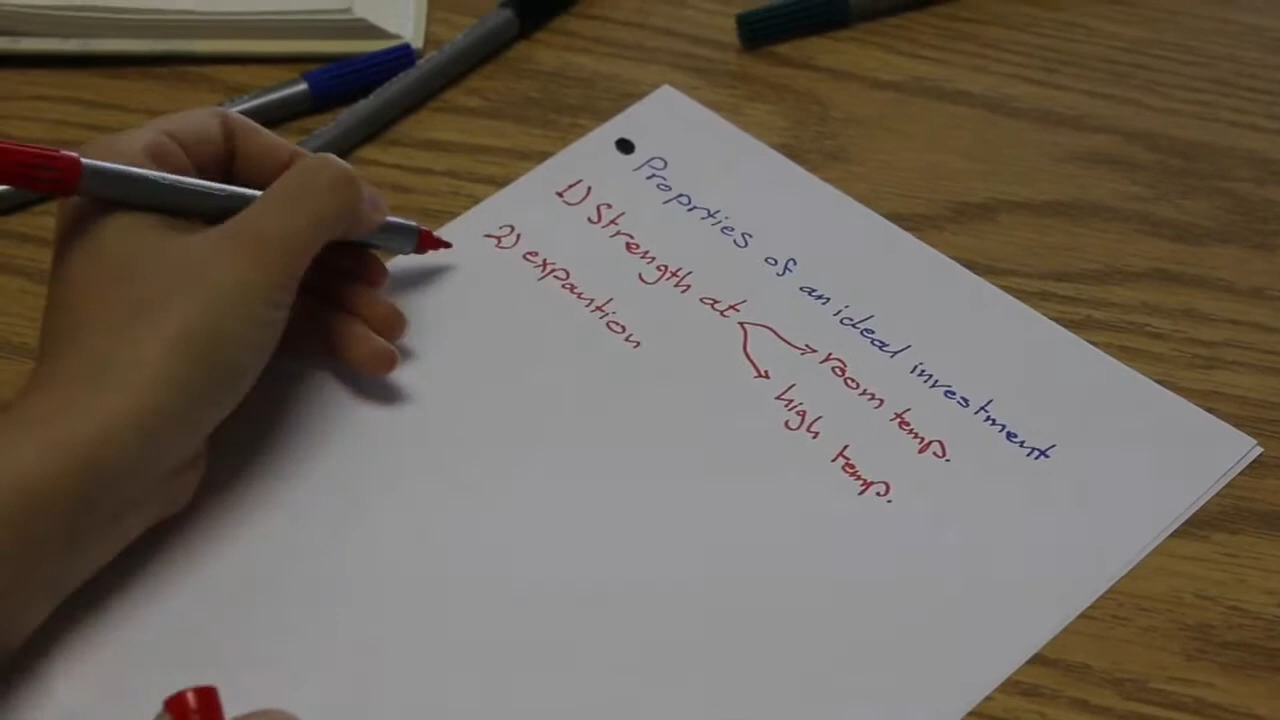 • Proprties of an ideal investment
1) Strength at → room temp.
→ high temp.
2) expantion